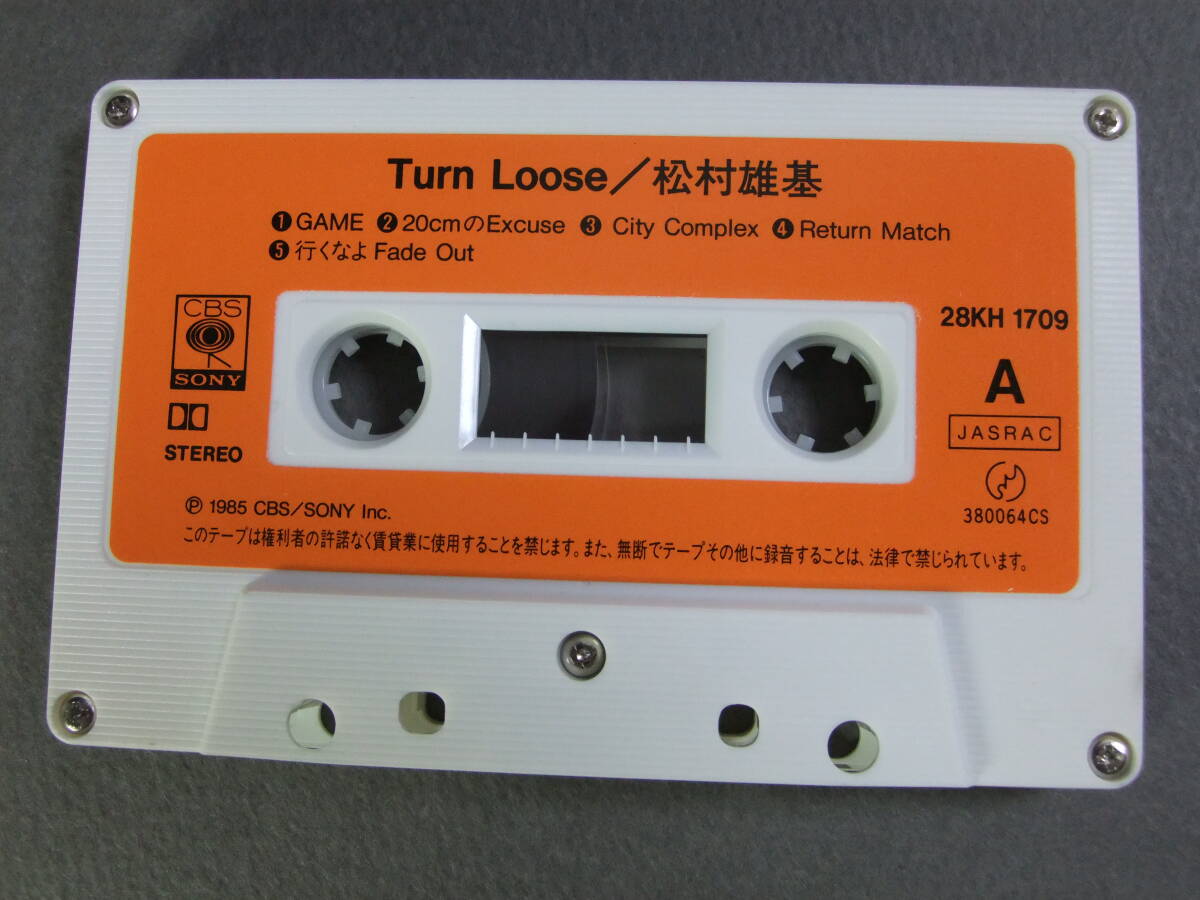 Turn Loose／松村雄基
❶GAME ❷20cmのExcuse ❸ City Complex ❹Return Match
❺行くなよFade Out
CBS
SONY
STEREO
28KH 1709
A
JASRAC
380064CS
Ⓟ 1985 CBS／SONY Inc.
このテープは権利者の許諾なく賃貸業に使用することを禁じます。また、無断でテープその他に録音することは、法律で禁じられています。